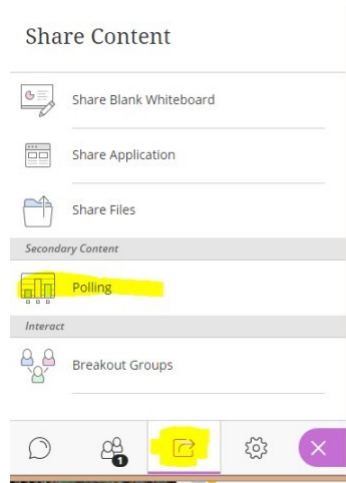 Share Content
Share Blank Whiteboard
Share Application
Share Files
Secondary Content
Polling
Interact
Breakout Groups
1